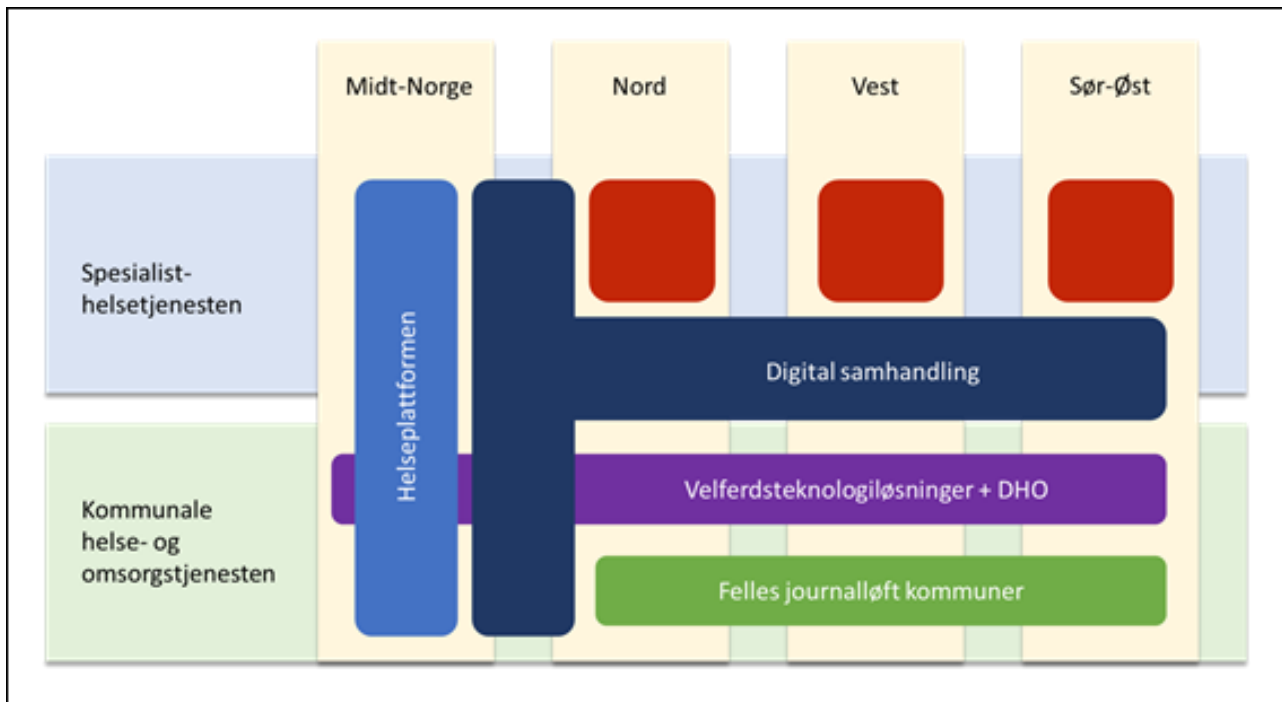 Midt-Norge
Nord
Vest
Sør-Øst
Spesialist-
helsetjenesten
Helseplattformen
Digital samhandling
Velferdsteknologiløsninger + DHO
Kommunale
helse- og
omsorgstjenesten
Felles journalløft kommuner